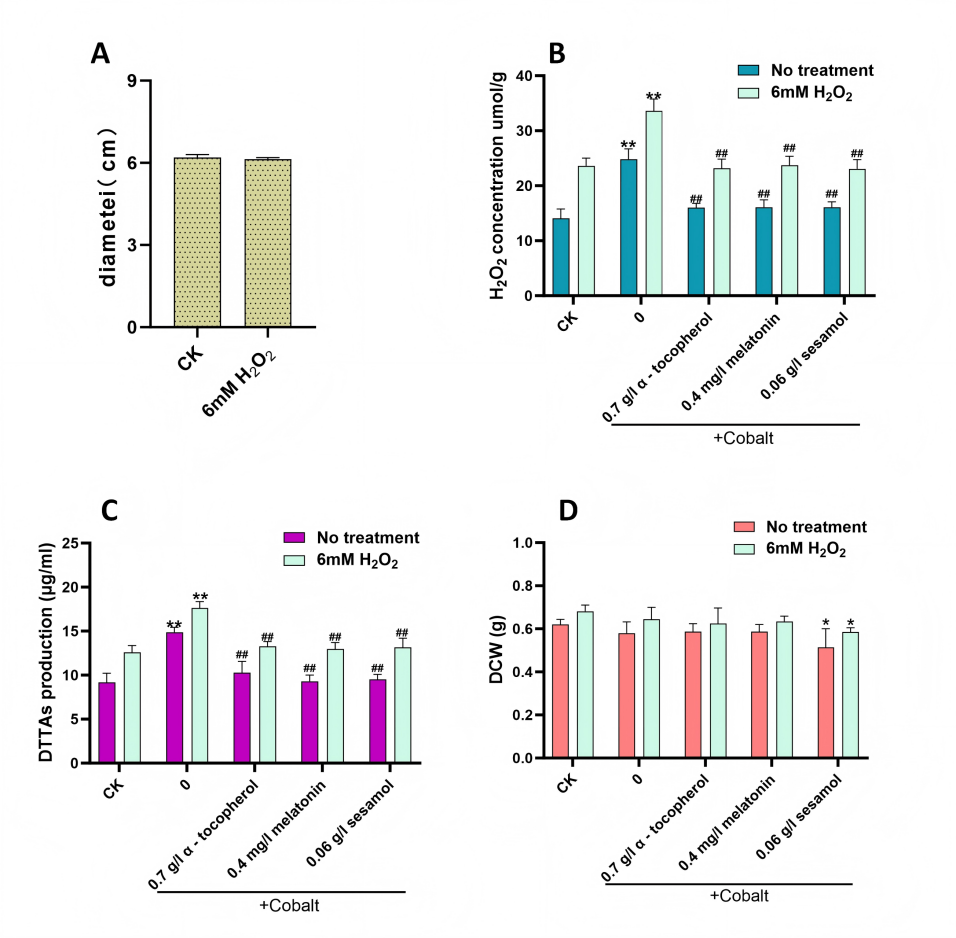 A
9
6
3
0
diametei( cm)
CK
6mM H₂O₂
B
No treatment
6mM H₂O₂
40
30
20
10
0
H₂O₂ concentration umol/g
**
**
##
##
##
##
##
##
CK
0
0.7 g/l α - tocopherol
0.4 mg/l melatonin
0.06 g/l sesamol
+Cobalt
C
No treatment
6mM H₂O₂
25
20
15
10
5
0
DTTAs production (μg/ml)
**
**
##
##
##
##
##
##
CK
0
0.7 g/l α - tocopherol
0.4 mg/l melatonin
0.06 g/l sesamol
+Cobalt
D
No treatment
6mM H₂O₂
1.0
0.8
0.6
0.4
0.2
0.0
DCW (g)
*
*
CK
0
0.7 g/l α - tocopherol
0.4 mg/l melatonin
0.06 g/l sesamol
+Cobalt